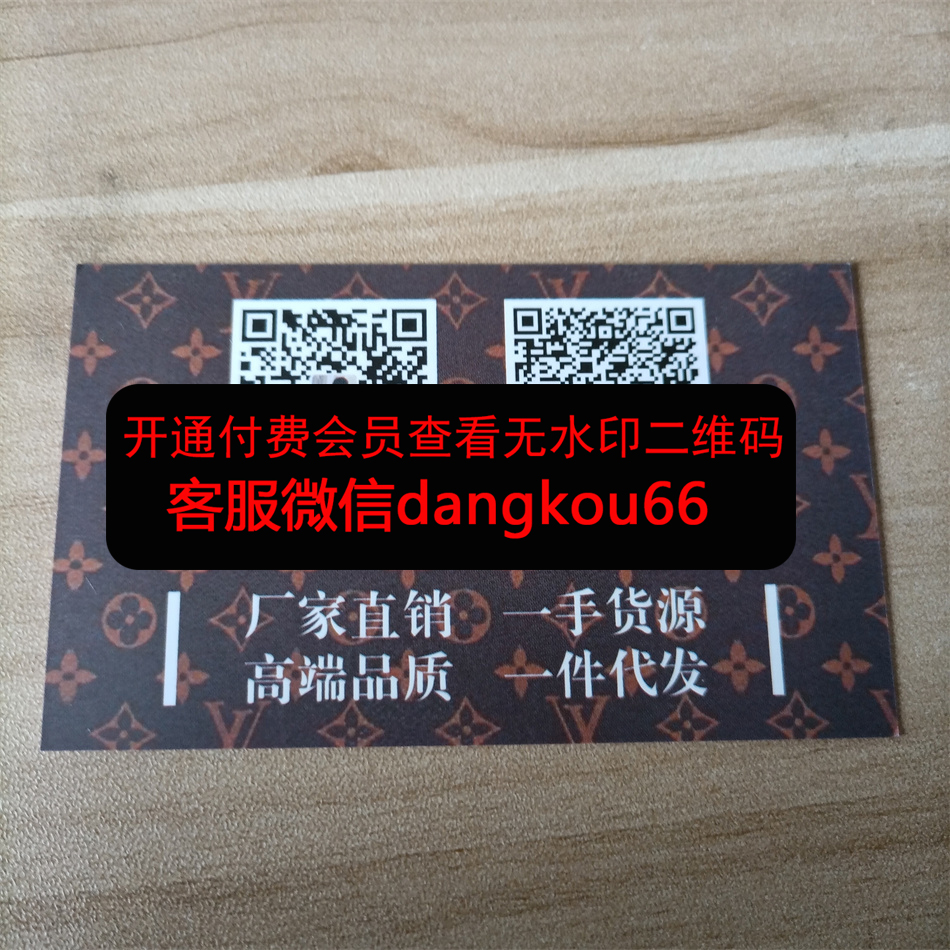 开通付费会员查看无水印二维码
客服微信dangkou66
厂家直销 一手货源
高端品质 一件代发